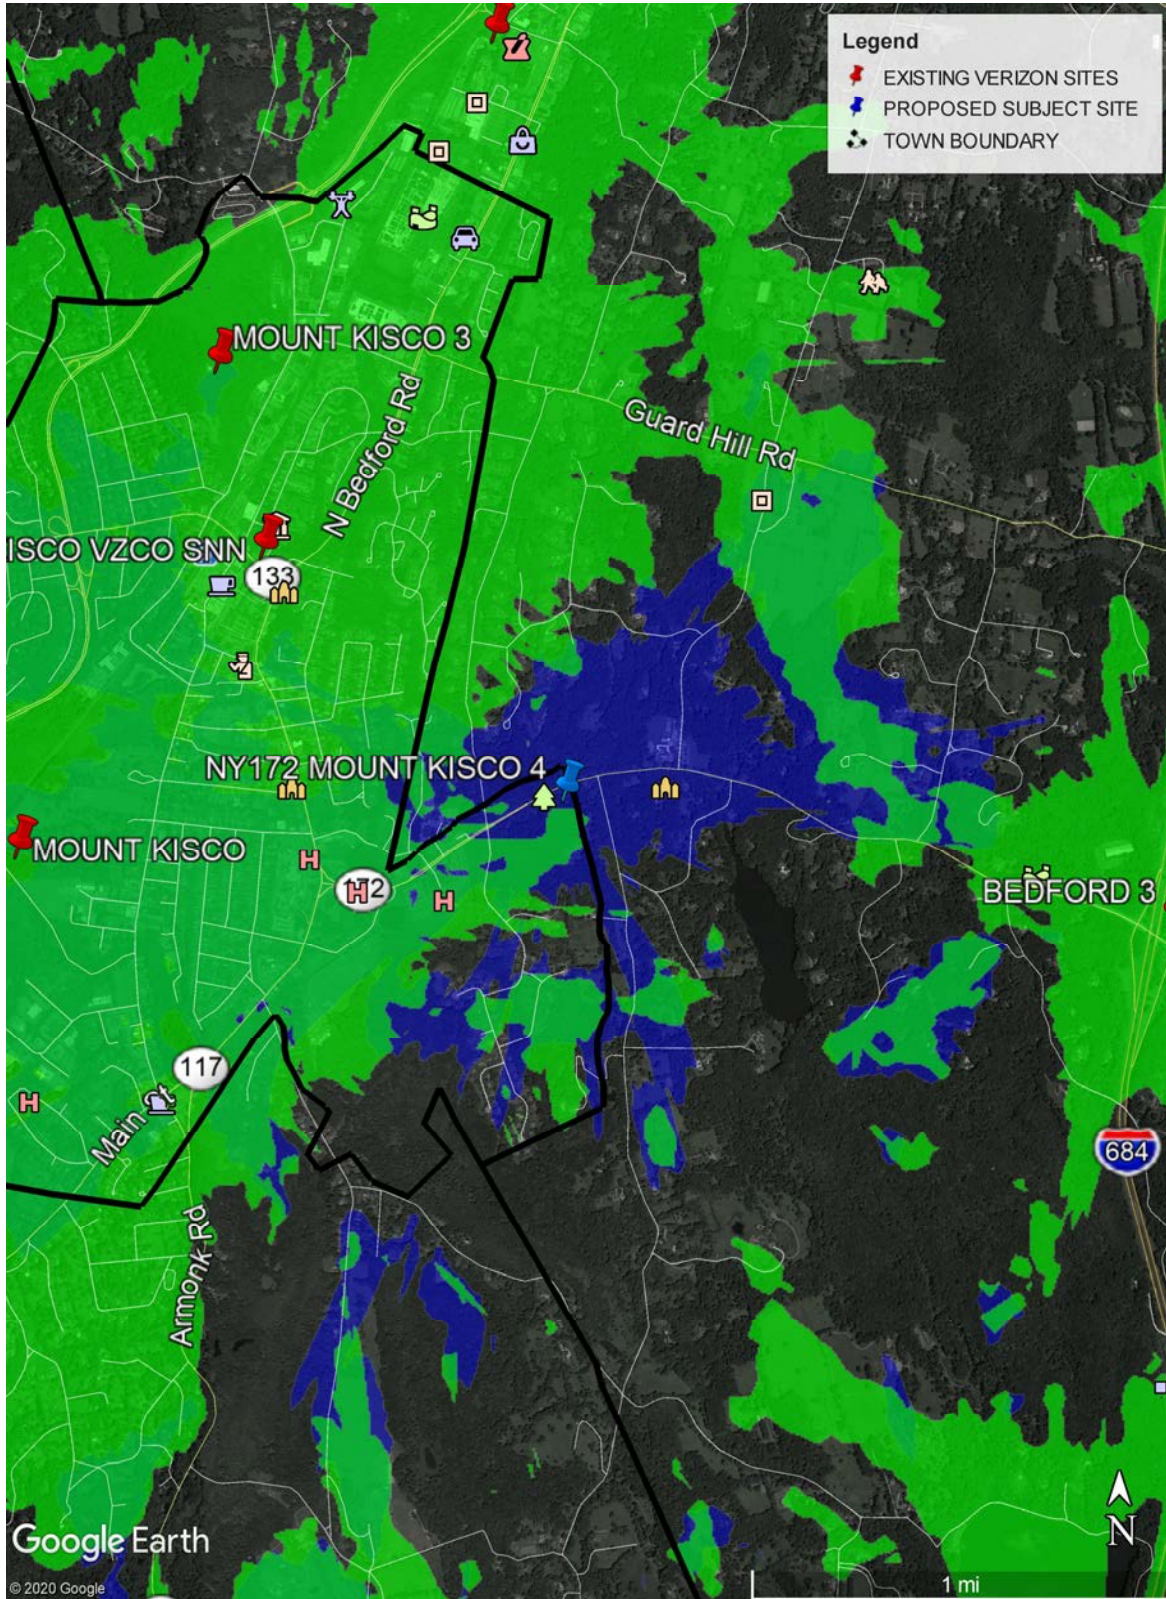 Legend
EXISTING VERIZON SITES
PROPOSED SUBJECT SITE
TOWN BOUNDARY
MOUNT KISCO 3
N Bedford Rd
Guard Hill Rd
ISCO VZCO SNN
133
NY172 MOUNT KISCO 4
MOUNT KISCO
H
172
H
H
BEDFORD 3
117
H
Main St
684
Armonk Rd
N
Google Earth
© 2020 Google
1 mi